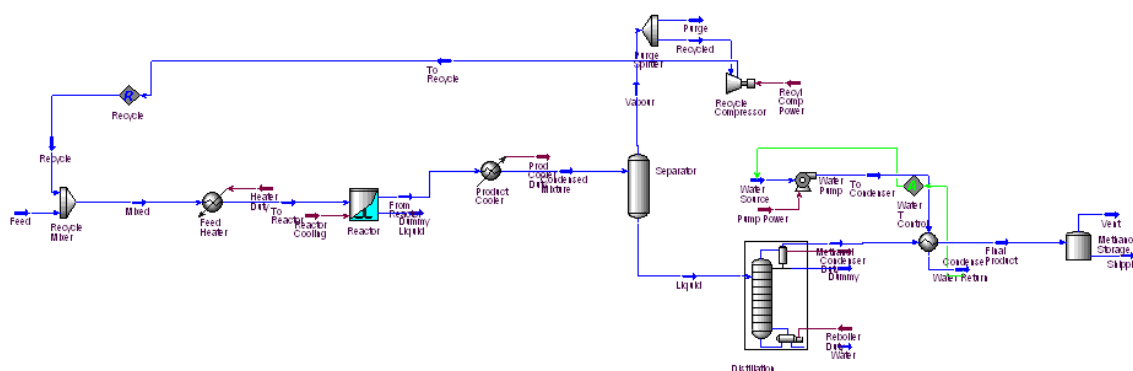 Purge
Recycled
Purge
Splitter
To
Recycle
Recycle
Compressor
Recyl
Comp
Power
Vapour
R
Recycle
Recycle
Feed
Recycle
Mixer
Mixed
Heater
Duty
Feed
Heater
To
Reactor
Reactor
Cooling
Reactor
From
Reactor
Dummy
Liquid
Product
Cooler
Prod
Cooler
Duty
Condensed
Mixture
Separator
Liquid
Water
Source
Pump Power
Water
Pump
To
Condenser
A
Water
T
Control
Methanol
Condenser
Duty
Dummy
Condense
Water Return
Final
Product
Vent
Methano
Storage
Shippi
Reboiler
Duty
Water
Distillation